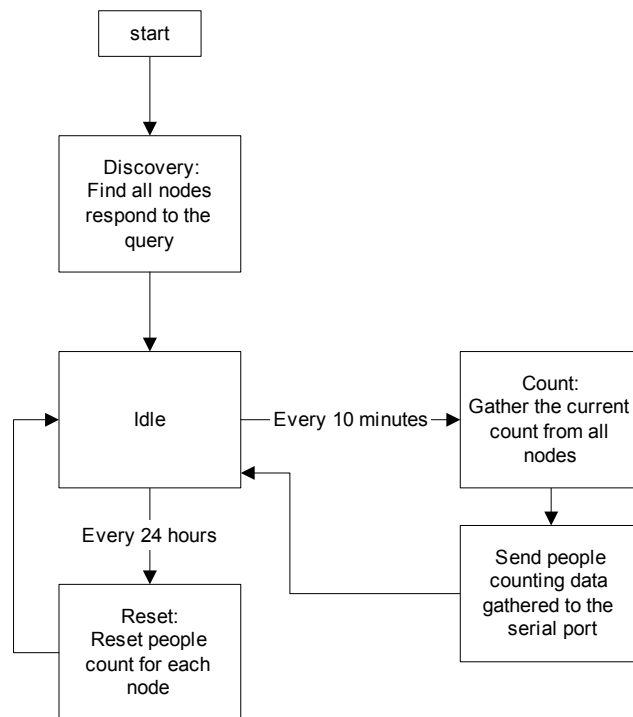 start
Discovery:
Find all nodes
respond to the
query
Idle
Every 10 minutes
Count:
Gather the current
count from all
nodes
Every 24 hours
Send people
counting data
gathered to the
serial port
Reset:
Reset people
count for each
node